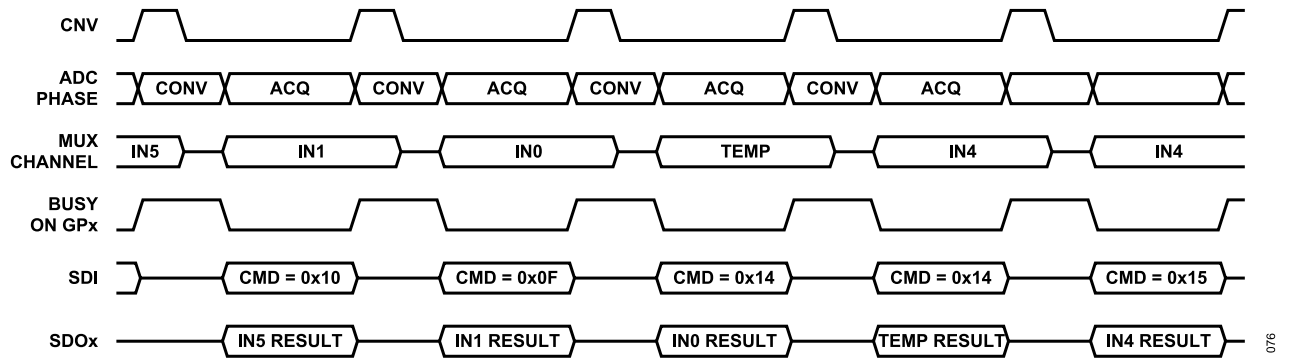 CNV
ADC
PHASE
CONV ACQ CONV ACQ CONV ACQ CONV ACQ
MUX
CHANNEL
IN5 IN1 IN0 TEMP IN4 IN4
BUSY
ON GPx
SDI
CMD = 0x10 CMD = 0x0F CMD = 0x14 CMD = 0x14 CMD = 0x15
SDOx
IN5 RESULT IN1 RESULT IN0 RESULT TEMP RESULT IN4 RESULT
076